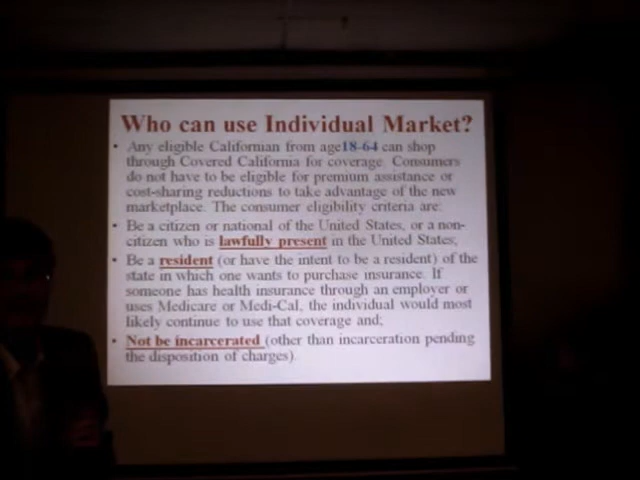 Who can use Individual Market?
• Any eligible Californian from age18-64 can shop
through Covered California for coverage. Consumers
do not have to be eligible for premium assistance or
cost-sharing reductions to take advantage of the new
marketplace. The consumer eligibility criteria are:
• Be a citizen or national of the United States, or a non-
citizen who is lawfully present in the United States;
• Be a resident (or have the intent to be a resident) of the
state in which one wants to purchase insurance. If
someone has health insurance through an employer or
uses Medicare or Medi-Cal, the individual would most
likely continue to use that coverage and;
• Not be incarcerated (other than incarceration pending
the disposition of charges).